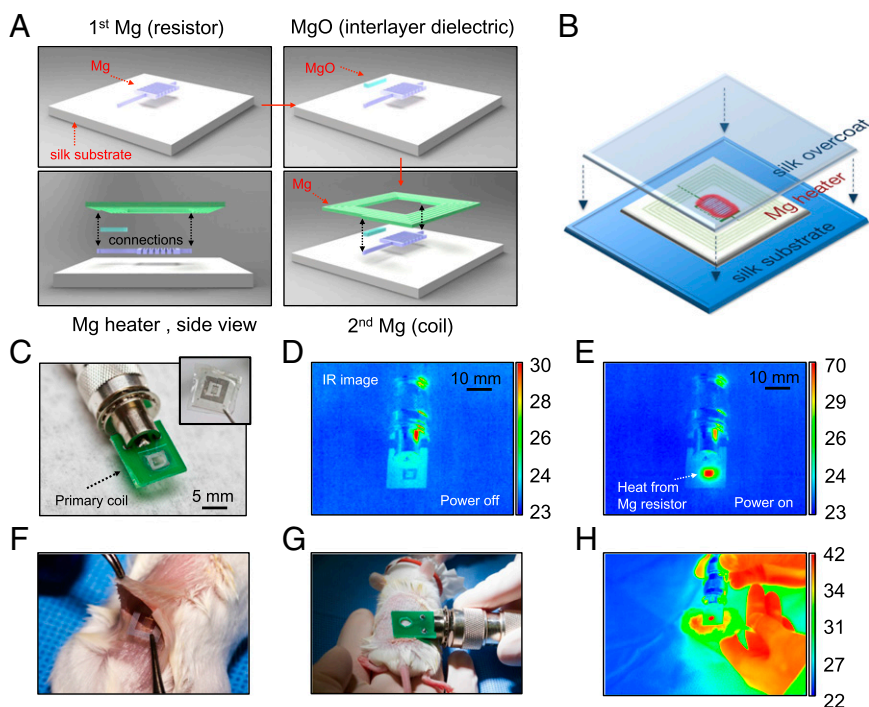 A
1st Mg (resistor)
MgO (interlayer dielectric)
Mg
silk substrate
MgO
connections
Mg
Mg heater , side view
2nd Mg (coil)
B
silk overcoat
Mg heater
silk substrate
C
Primary coil
5 mm
D
IR image
10 mm
Power off
30
28
26
24
23
E
10 mm
Heat from
Mg resistor
Power on
70
28
26
24
23
F
G
H
42
34
31
27
22